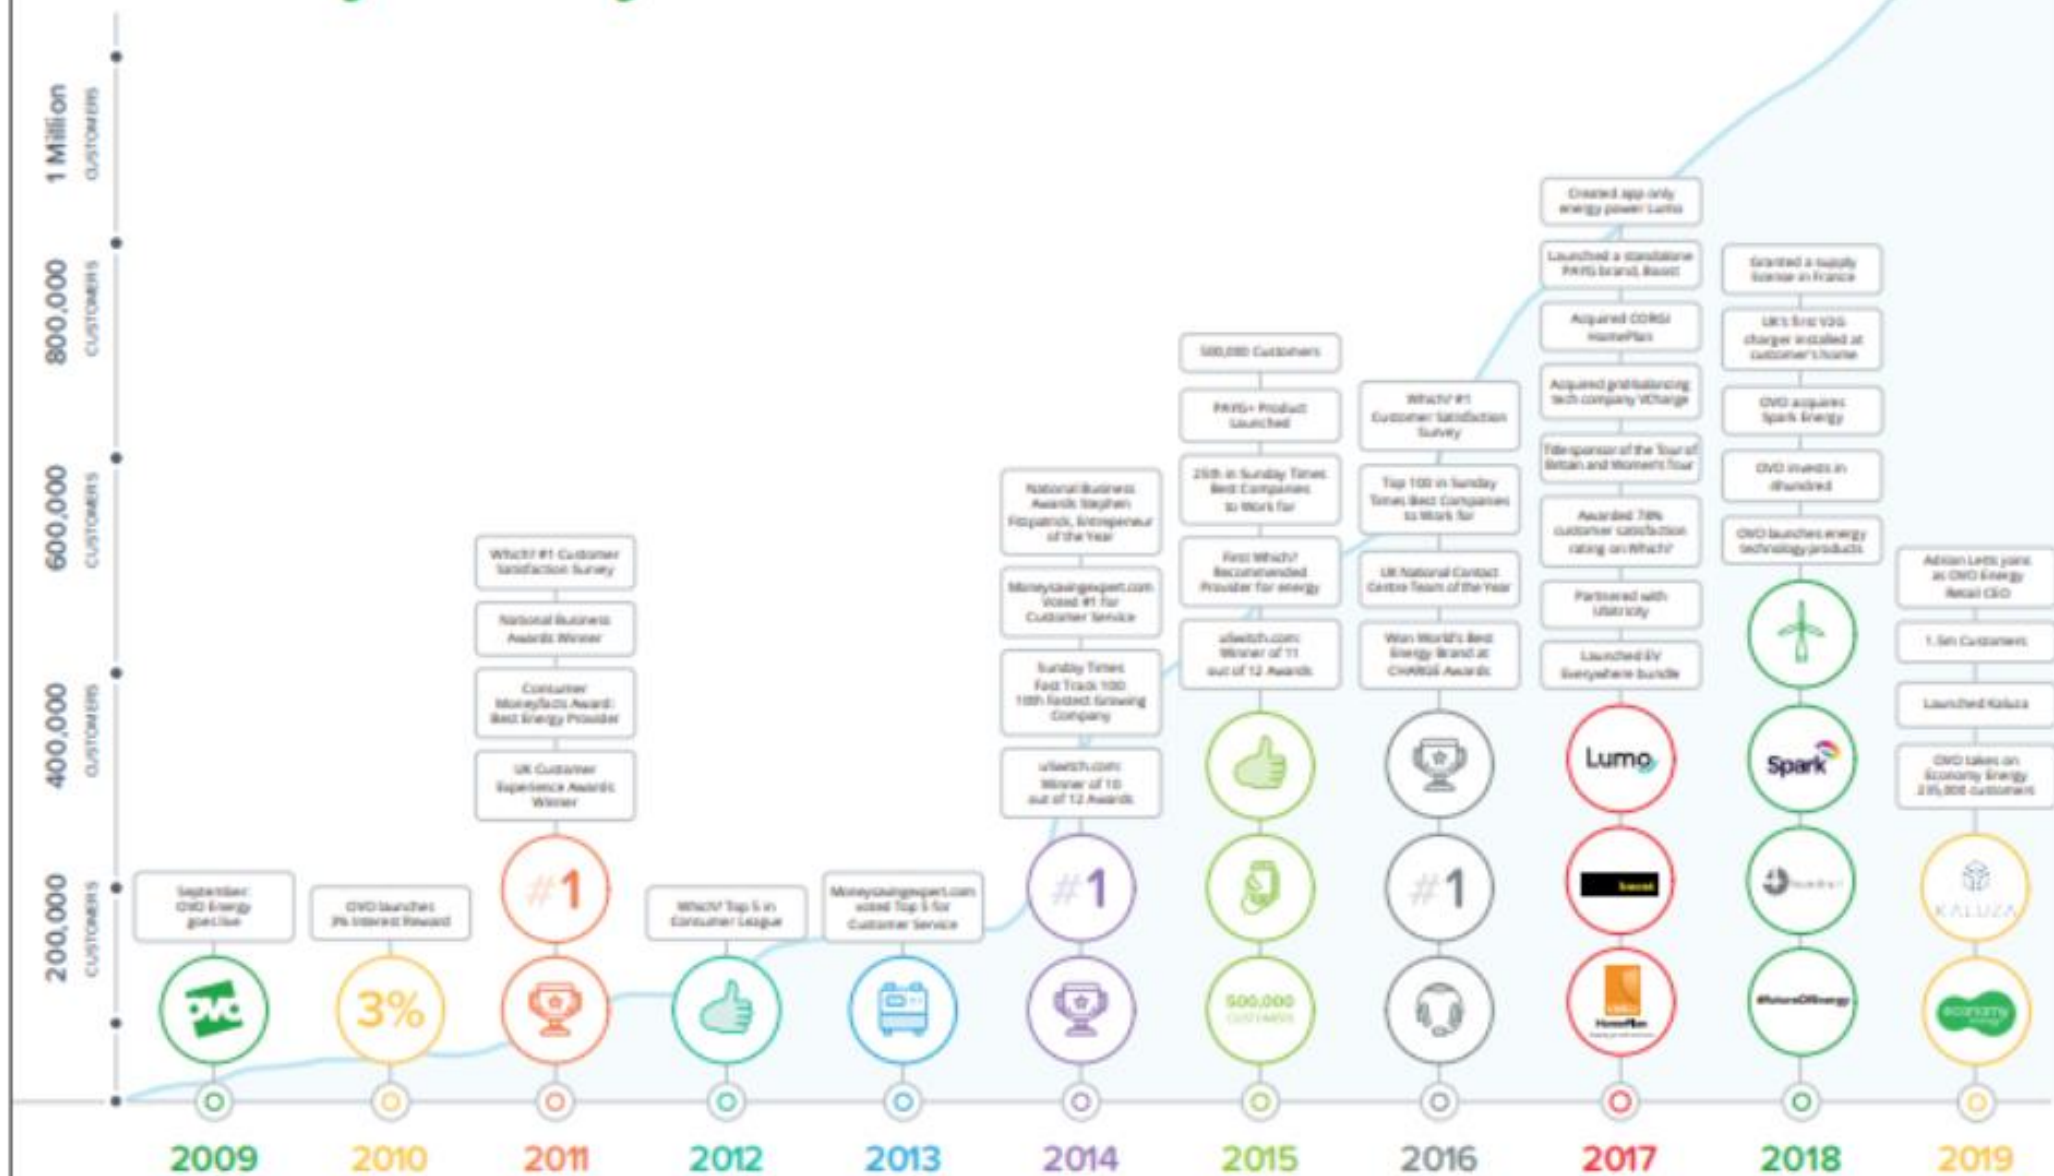 1 Million
CUSTOMERS
800,000
CUSTOMERS
600,000
CUSTOMERS
400,000
CUSTOMERS
200,000
CUSTOMERS
September:
OVO Energy
goes live
OVO
2009
OVO launches
3% Interest Reward
3%
2010
Which? #1 Customer
Satisfaction Survey
National Business
Awards Winner
Consumer
Moneyfacts Award:
Best Energy Provider
UK Customer
Experience Awards
Winner
#1
2011
Which? Top 5 in
Consumer League
2012
Moneysavingexpert.com
voted Top 5 for
Customer Service
2013
National Business
Awards Stephen
Fitzpatrick, Entrepeneur
of the Year
Moneysavingexpert.com
Voted #1 for
Customer Service
Sunday Times
Fast Track 100
10th Fastest Growing
Company
uSwitch.com:
Winner of 10
out of 12 Awards
#1
2014
500,000 Customers
PAYG+ Product
Launched
in Sunday Times
Best Companies
to Work for
First Which?
Recommended
Provider for energy
uSwitch.com:
Winner of 11
out of 12 Awards
500,000
CUSTOMERS
2015
Which? #1
Customer Satisfaction
Survey
Top 100 in Sunday
Times Best Companies
to Work for
UK National Contact
Centre Team of the Year
Won World's Best
Energy Brand at
CHARGE Awards
#1
2016
Created app only
energy power Lumo
Launched a standalone
PAYG brand, Boost
Acquired CORGI
HomePlan
Acquired grid-balancing
tech company VCharge
Title sponsor of the Tour of
Britain and Women's Tour
Awarded 78%
customer satisfaction
rating on Which?
Partnered with
Ubitricity
Launched EV
Everywhere bundle
Lumo
boost
HomePlan
2017
Granted a supply
license in France
UK's first V2G
charger installed at
customer's home
OVO acquires
Spark Energy
OVO invests in
4hundred
OVO launches energy
technology products
Spark
#FutureOfEnergy
2018
Adrian Letts joins
as OVO Energy
Retail CEO
1.5m Customers
Launched Kaluza
OVO takes on
Economy Energy
235,000 customers
KALUZA
economy
energy
2019